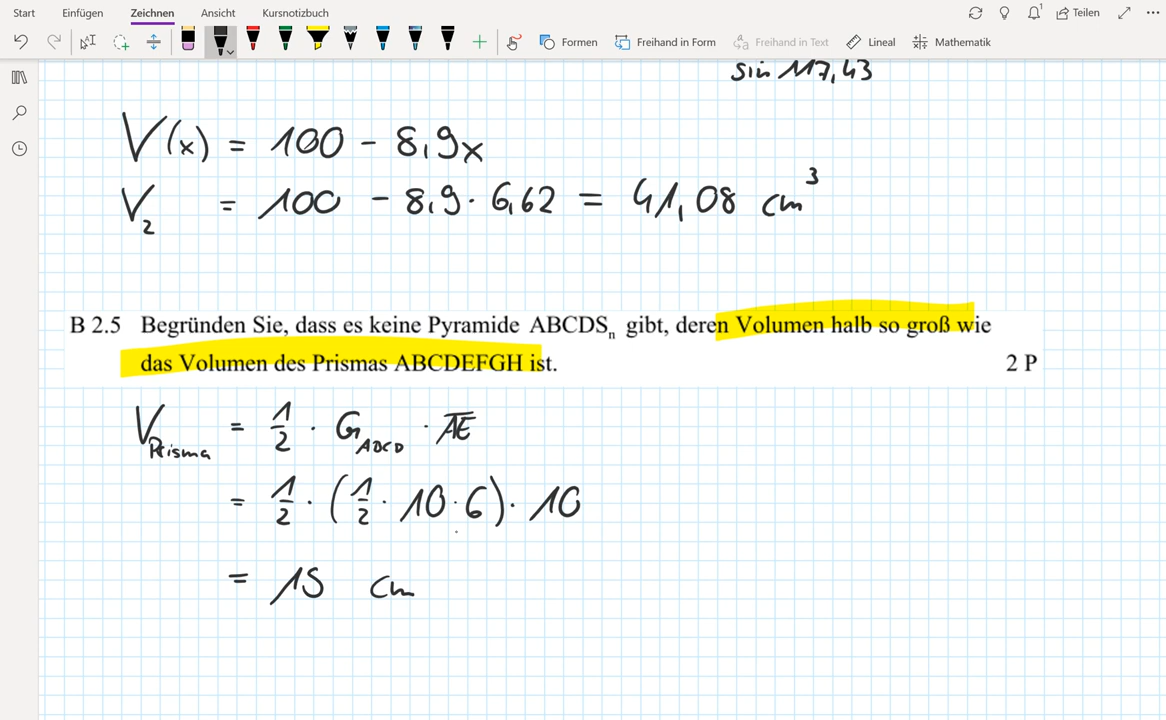 Start Einfügen Zeichnen Ansicht Kursnotizbuch
1 Teilen
Formen Freihand in Form Freihand in Text Lineal Mathematik
sin 117,43
V(x) = 100 - 8,9x
V₂ = 100 - 8,9 · 6,62 = 41,08 cm³
B 2.5 Begründen Sie, dass es keine Pyramide ABCDSₙ gibt, deren Volumen halb so groß wie
das Volumen des Prismas ABCDEFGH ist. 2 P
V_Prisma = 1/2 · G_ABCD · A̅E̅
= 1/2 · (1/2 · 10 · 6) · 10
= 15 cm